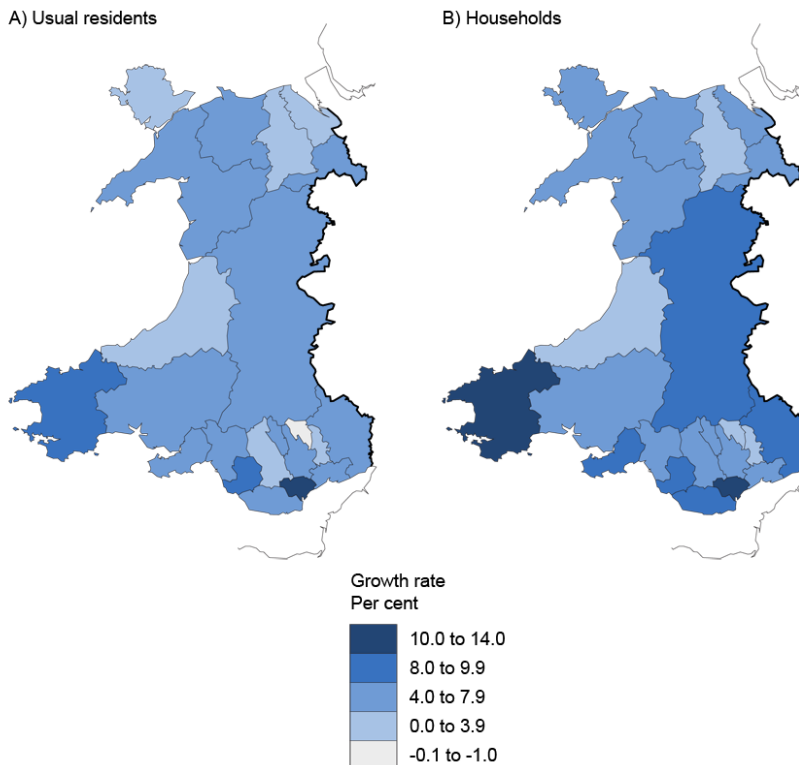 A) Usual residents
B) Households
Growth rate
Per cent
10.0 to 14.0
8.0 to 9.9
4.0 to 7.9
0.0 to 3.9
-0.1 to -1.0